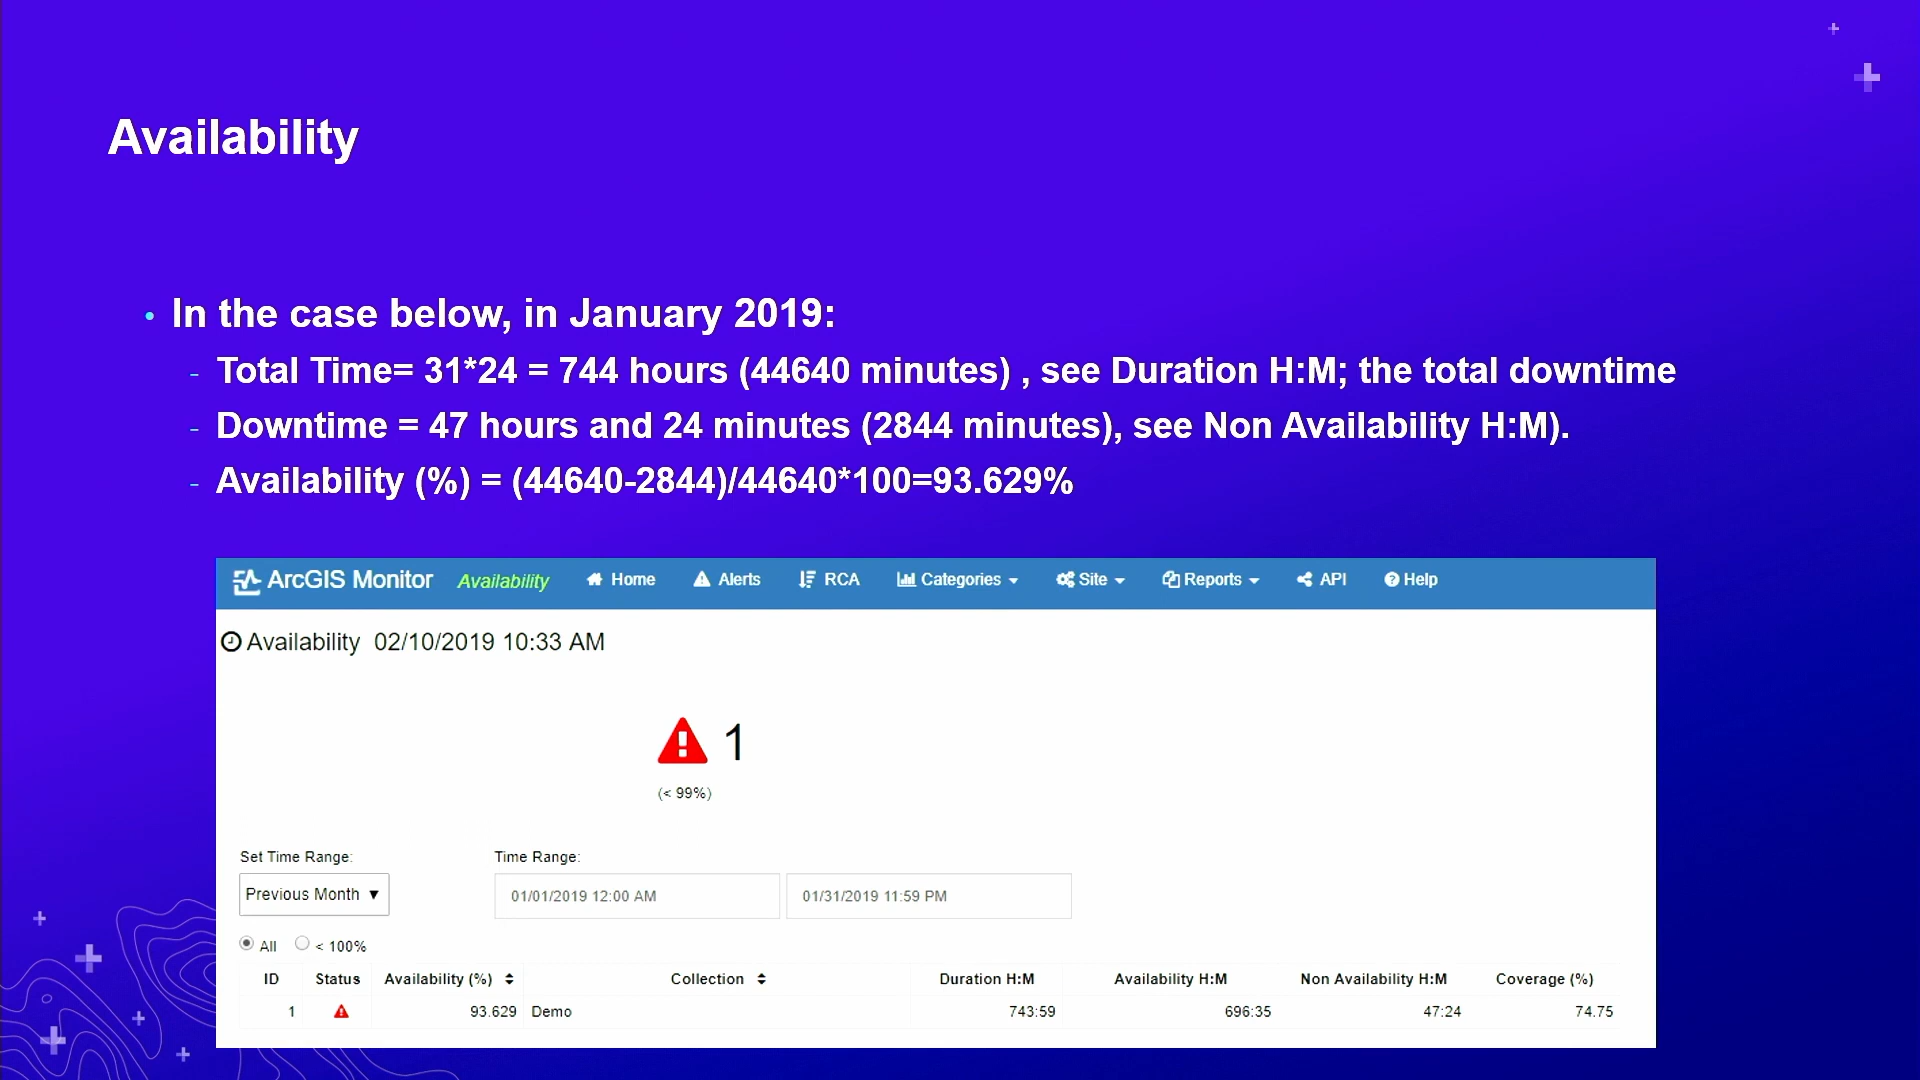 Availability
In the case below, in January 2019:
- Total Time= 31*24 = 744 hours (44640 minutes) , see Duration H:M; the total downtime
- Downtime = 47 hours and 24 minutes (2844 minutes), see Non Availability H:M).
- Availability (%) = (44640-2844)/44640*100=93.629%
ArcGIS Monitor Availability Home Alerts RCA Categories Site Reports API Help
Availability 02/10/2019 10:33 AM
1
(< 99%)
Set Time Range: Time Range:
Previous Month 01/01/2019 12:00 AM 01/31/2019 11:59 PM
All < 100%
ID Status Availability (%) Collection Duration H:M Availability H:M Non Availability H:M Coverage (%)
1 93.629 Demo 743:59 696:35 47:24 74.75